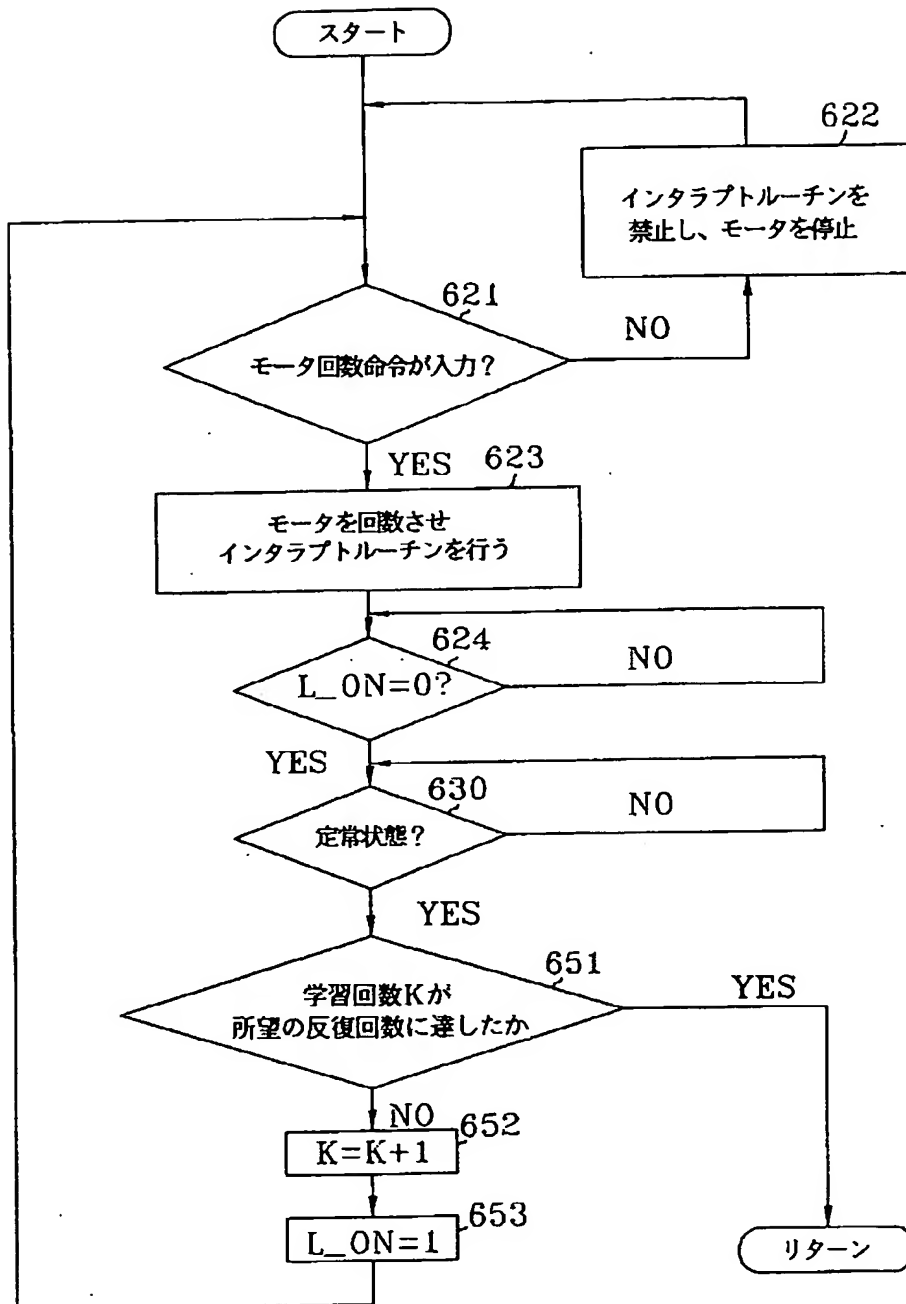 スタート
622
インタラプトルーチンを
禁止し、モータを停止
621
モータ回数命令が入力?
NO
YES
623
モータを回数させ
インタラプトルーチンを行う
624
L_ON=0?
NO
YES
630
定常状態?
NO
YES
651
学習回数Kが
所望の反復回数に達したか
YES
NO
652
K=K+1
653
L_ON=1
リターン